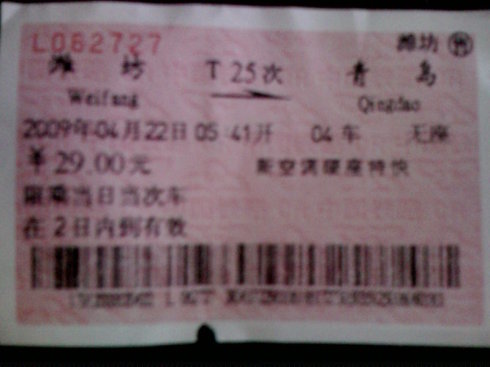 L062727 潍坊 售
潍坊 T25次 青岛
Weifang Qingdao
2009年04月22日05:41开 04车 无座
￥29.00元 新空调硬座特快
限乘当日当次车
在2日内到有效